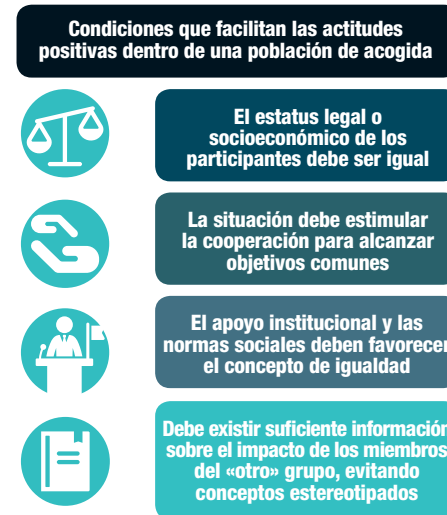 Condiciones que facilitan las actitudes
positivas dentro de una población de acogida
El estatus legal o
socioeconómico de los
participantes debe ser igual
La situación debe estimular
la cooperación para alcanzar
objetivos comunes
El apoyo institucional y las
normas sociales deben favorecer
el concepto de igualdad
Debe existir suficiente información
sobre el impacto de los miembros
del «otro» grupo, evitando
conceptos estereotipados